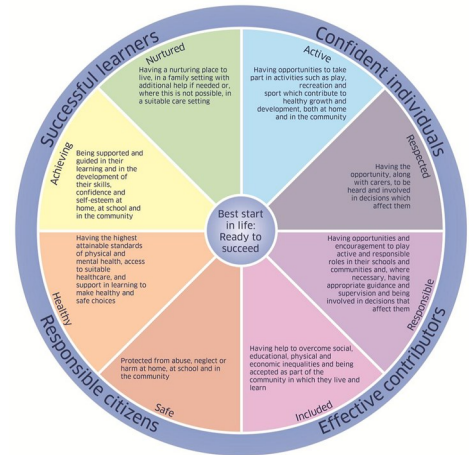 Successful learners
Confident individuals
Nurtured
Having a nurturing place to
live, in a family setting with
additional help if needed or,
where this is not possible, in
a suitable care setting
Active
Having opportunities to take
part in activities such as play,
recreation and
sport which contribute to
healthy growth and
development, both at home
and in the community
Respected
Having the
opportunity, along
with carers, to be
heard and involved
in decisions which
affect them
Achieving
Being supported and
guided in their
learning and in the
development of
their skills,
confidence and
self-esteem at
home, at school and
in the community
Best start
in life:
Ready to
succeed
Responsible
Having opportunities and
encouragement to play
active and responsible
roles in their schools and
communities and, where
necessary, having
appropriate guidance and
supervision and being
involved in decisions that
affect them
Healthy
Having the highest
attainable standards
of physical and
mental health, access
to suitable
healthcare, and
support in learning to
make healthy and
safe choices
Safe
Protected from abuse, neglect or
harm at home, at school and in
the community
Included
Having help to overcome social,
educational, physical and
economic inequalities and being
accepted as part of the
community in which they live and
learn
Responsible citizens
Effective contributors